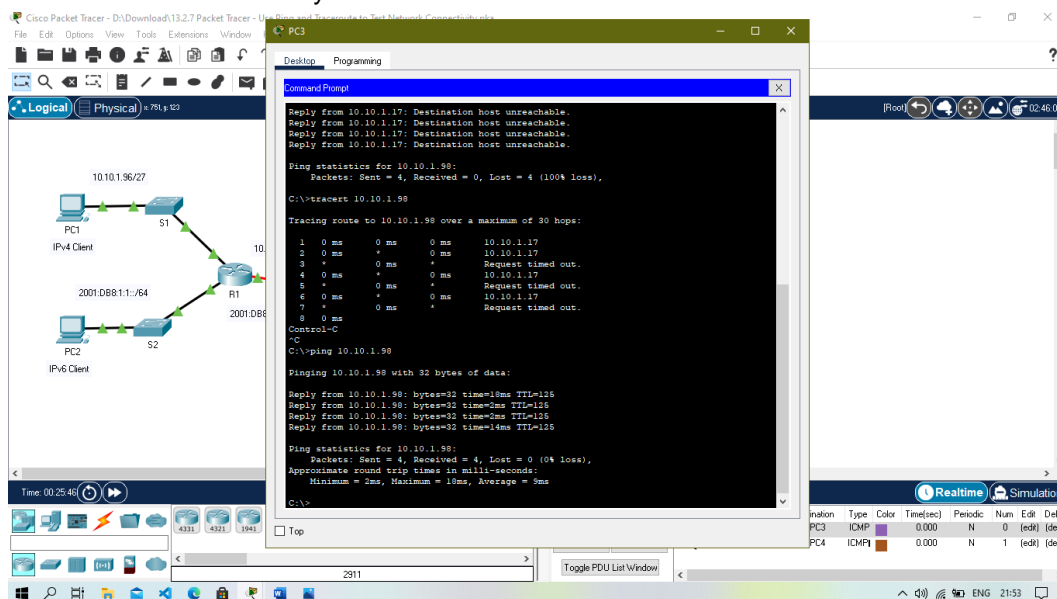 Cisco Packet Tracer - D:\Download\13.2.7 Packet Tracer - Use Ping and Traceroute to Test Network Connectivity.pka
File Edit Options View Tools Extensions Window
PC3
Desktop Programming
Command Prompt
X
Logical
Physical
x: 751, y: 123
[Root]
02:46:0
10.10.1.96/27
PC1
S1
IPv4 Client
10.
2001:DB8:1:1::/64
R1
2001:DB8
PC2
S2
IPv6 Client
Reply from 10.10.1.17: Destination host unreachable.
Reply from 10.10.1.17: Destination host unreachable.
Reply from 10.10.1.17: Destination host unreachable.
Reply from 10.10.1.17: Destination host unreachable.
Ping statistics for 10.10.1.98:
Packets: Sent = 4, Received = 0, Lost = 4 (100% loss),
C:\>tracert 10.10.1.98
Tracing route to 10.10.1.98 over a maximum of 30 hops:
1 0 ms 0 ms 0 ms 10.10.1.17
2 0 ms * 0 ms 10.10.1.17
3 * 0 ms * Request timed out.
4 0 ms * 0 ms 10.10.1.17
5 * 0 ms * Request timed out.
6 0 ms * 0 ms 10.10.1.17
7 * 0 ms * Request timed out.
8 0 ms
Control-C
^C
C:\>ping 10.10.1.98
Pinging 10.10.1.98 with 32 bytes of data:
Reply from 10.10.1.98: bytes=32 time=18ms TTL=125
Reply from 10.10.1.98: bytes=32 time=2ms TTL=125
Reply from 10.10.1.98: bytes=32 time=2ms TTL=125
Reply from 10.10.1.98: bytes=32 time=14ms TTL=125
Ping statistics for 10.10.1.98:
Packets: Sent = 4, Received = 4, Lost = 0 (0% loss),
Approximate round trip times in milli-seconds:
Minimum = 2ms, Maximum = 18ms, Average = 9ms
C:\>
Top
Time: 00:25:46
Realtime
Simulatio
4331 4321 1941
2911
Toggle PDU List Window
ination Type Color Time(sec) Periodic Num Edit Del
PC3 ICMP 0.000 N 0 (edit) (de
PC4 ICMPI 0.000 N 1 (edit) (de
ENG 21:53